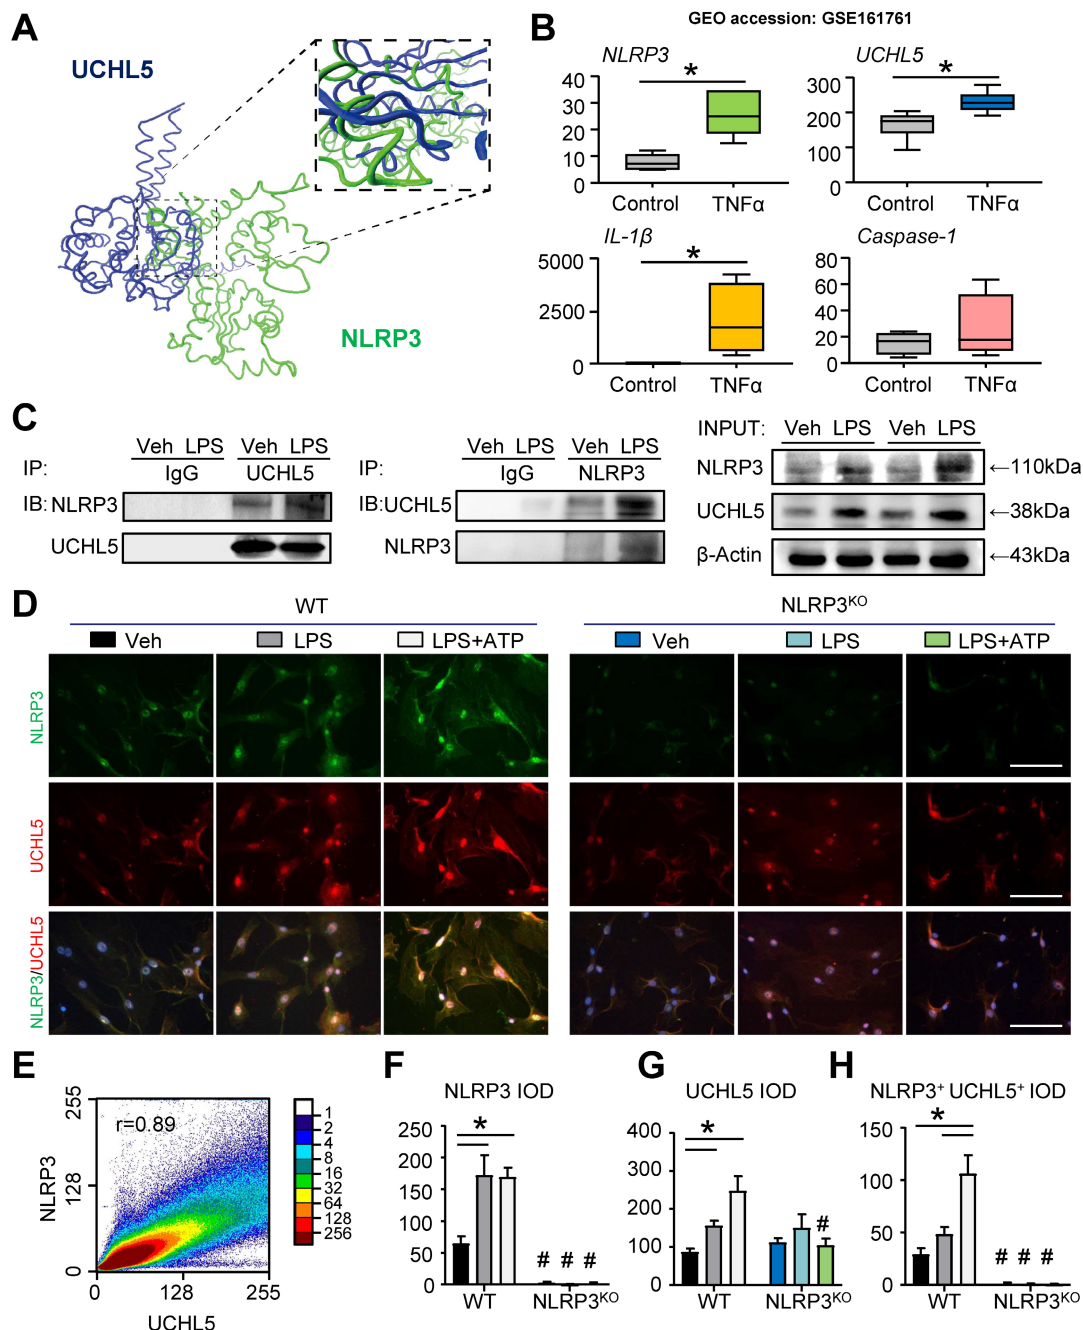 A
UCHL5
NLRP3
B
GEO accession: GSE161761
NLRP3
*
40
30
20
10
0
Control TNFα
UCHL5
*
300
200
100
0
Control TNFα
IL-1β
*
5000
2500
0
Control TNFα
Caspase-1
80
60
40
20
0
Control TNFα
C
Veh LPS Veh LPS
IP: IgG UCHL5
IB: NLRP3
UCHL5
Veh LPS Veh LPS
IP: IgG NLRP3
IB: UCHL5
NLRP3
INPUT: Veh LPS Veh LPS
NLRP3 ←110kDa
UCHL5 ←38kDa
β-Actin ←43kDa
D
WT NLRP3KO
Veh LPS LPS+ATP Veh LPS LPS+ATP
NLRP3
UCHL5
NLRP3/UCHL5
E
r=0.89
NLRP3
255
128
0
0 128 255
UCHL5
1
2
4
8
16
32
64
128
256
F
NLRP3 IOD
*
250
200
150
100
50
0
# # #
WT NLRP3KO
G
UCHL5 IOD
*
400
300
200
100
0
#
WT NLRP3KO
H
NLRP3+ UCHL5+ IOD
*
150
100
50
0
# # #
WT NLRP3KO